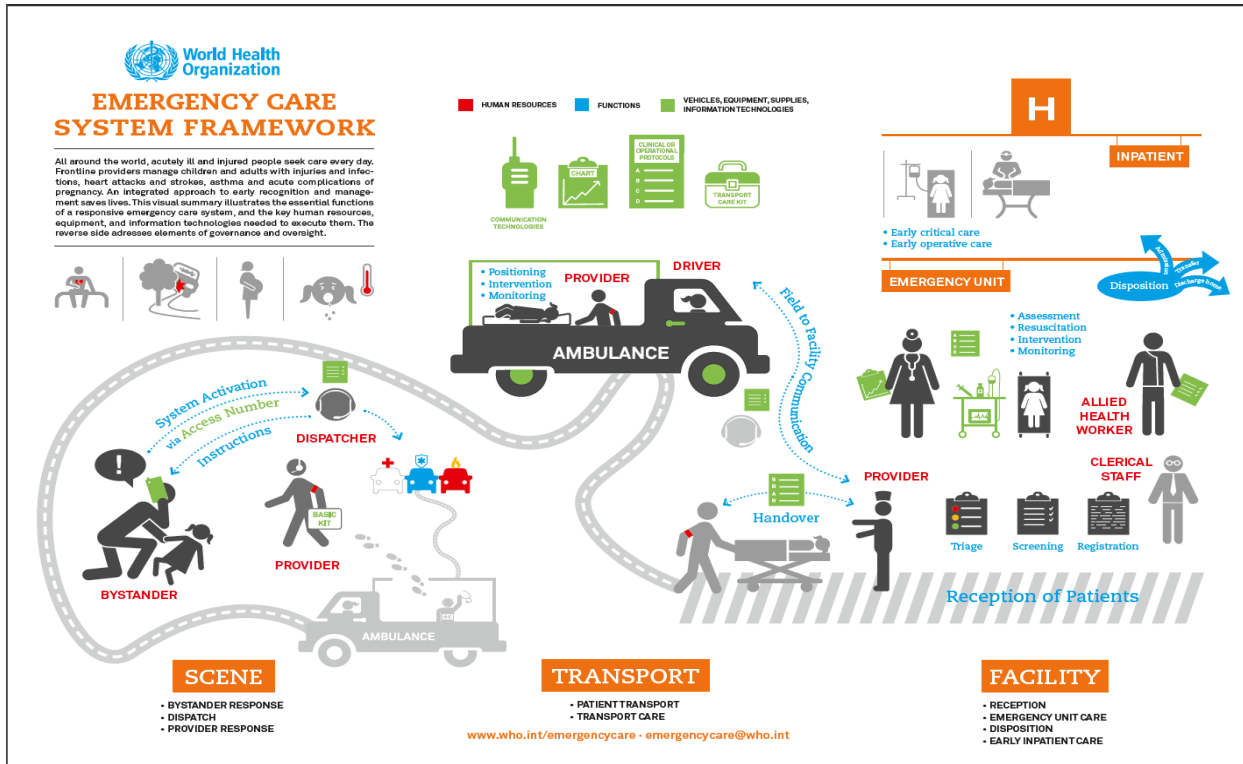 World Health
Organization
EMERGENCY CARE
SYSTEM FRAMEWORK
All around the world, acutely ill and injured people seek care every day.
Frontline providers manage children and adults with injuries and infec-
tions, heart attacks and strokes, asthma and acute complications of
pregnancy. An integrated approach to early recognition and manage-
ment saves lives. This visual summary illustrates the essential functions
of a responsive emergency care system, and the key human resources,
equipment, and information technologies needed to execute them. The
reverse side adresses elements of governance and oversight.
HUMAN RESOURCES
FUNCTIONS
VEHICLES, EQUIPMENT, SUPPLIES,
INFORMATION TECHNOLOGIES
COMMUNICATION
TECHNOLOGIES
CHART
CLINICAL OR
OPERATIONAL
PROTOCOLS
A
B
C
D
TRANSPORT
CARE KIT
System Activation
via Access Number
Instructions
!
BYSTANDER
DISPATCHER
BASIC
KIT
PROVIDER
AMBULANCE
• Positioning
• Intervention
• Monitoring
PROVIDER
DRIVER
AMBULANCE
Field to Facility Communication
S
B
A
R
Handover
PROVIDER
H
INPATIENT
• Early critical care
• Early operative care
EMERGENCY UNIT
Disposition
Admission
Transfer
Discharge home
• Assessment
• Resuscitation
• Intervention
• Monitoring
ALLIED
HEALTH
WORKER
CLERICAL
STAFF
Triage
Screening
Registration
Reception of Patients
SCENE
• BYSTANDER RESPONSE
• DISPATCH
• PROVIDER RESPONSE
TRANSPORT
• PATIENT TRANSPORT
• TRANSPORT CARE
www.who.int/emergencycare · emergencycare@who.int
FACILITY
• RECEPTION
• EMERGENCY UNIT CARE
• DISPOSITION
• EARLY INPATIENT CARE